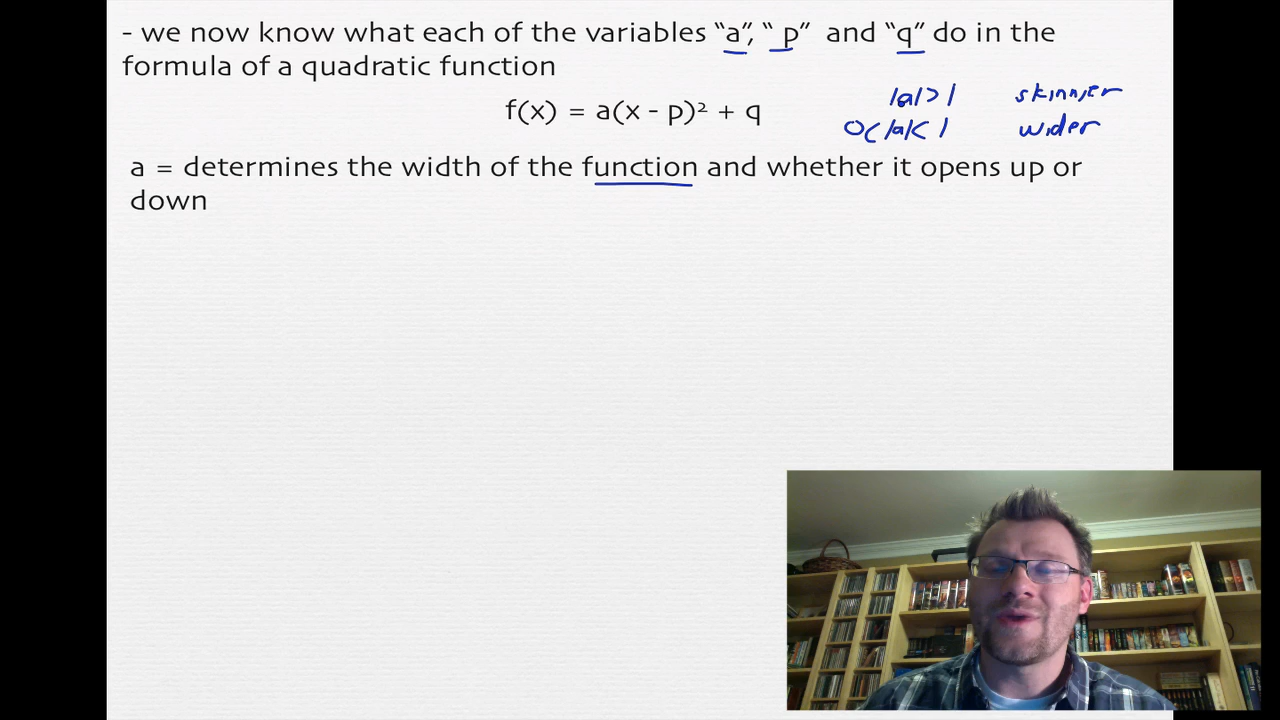 - we now know what each of the variables “a”, “ p” and “q” do in the
formula of a quadratic function
f(x) = a(x - p)² + q
|a|>1 skinnier
0<|a|<1 wider
a = determines the width of the function and whether it opens up or
down